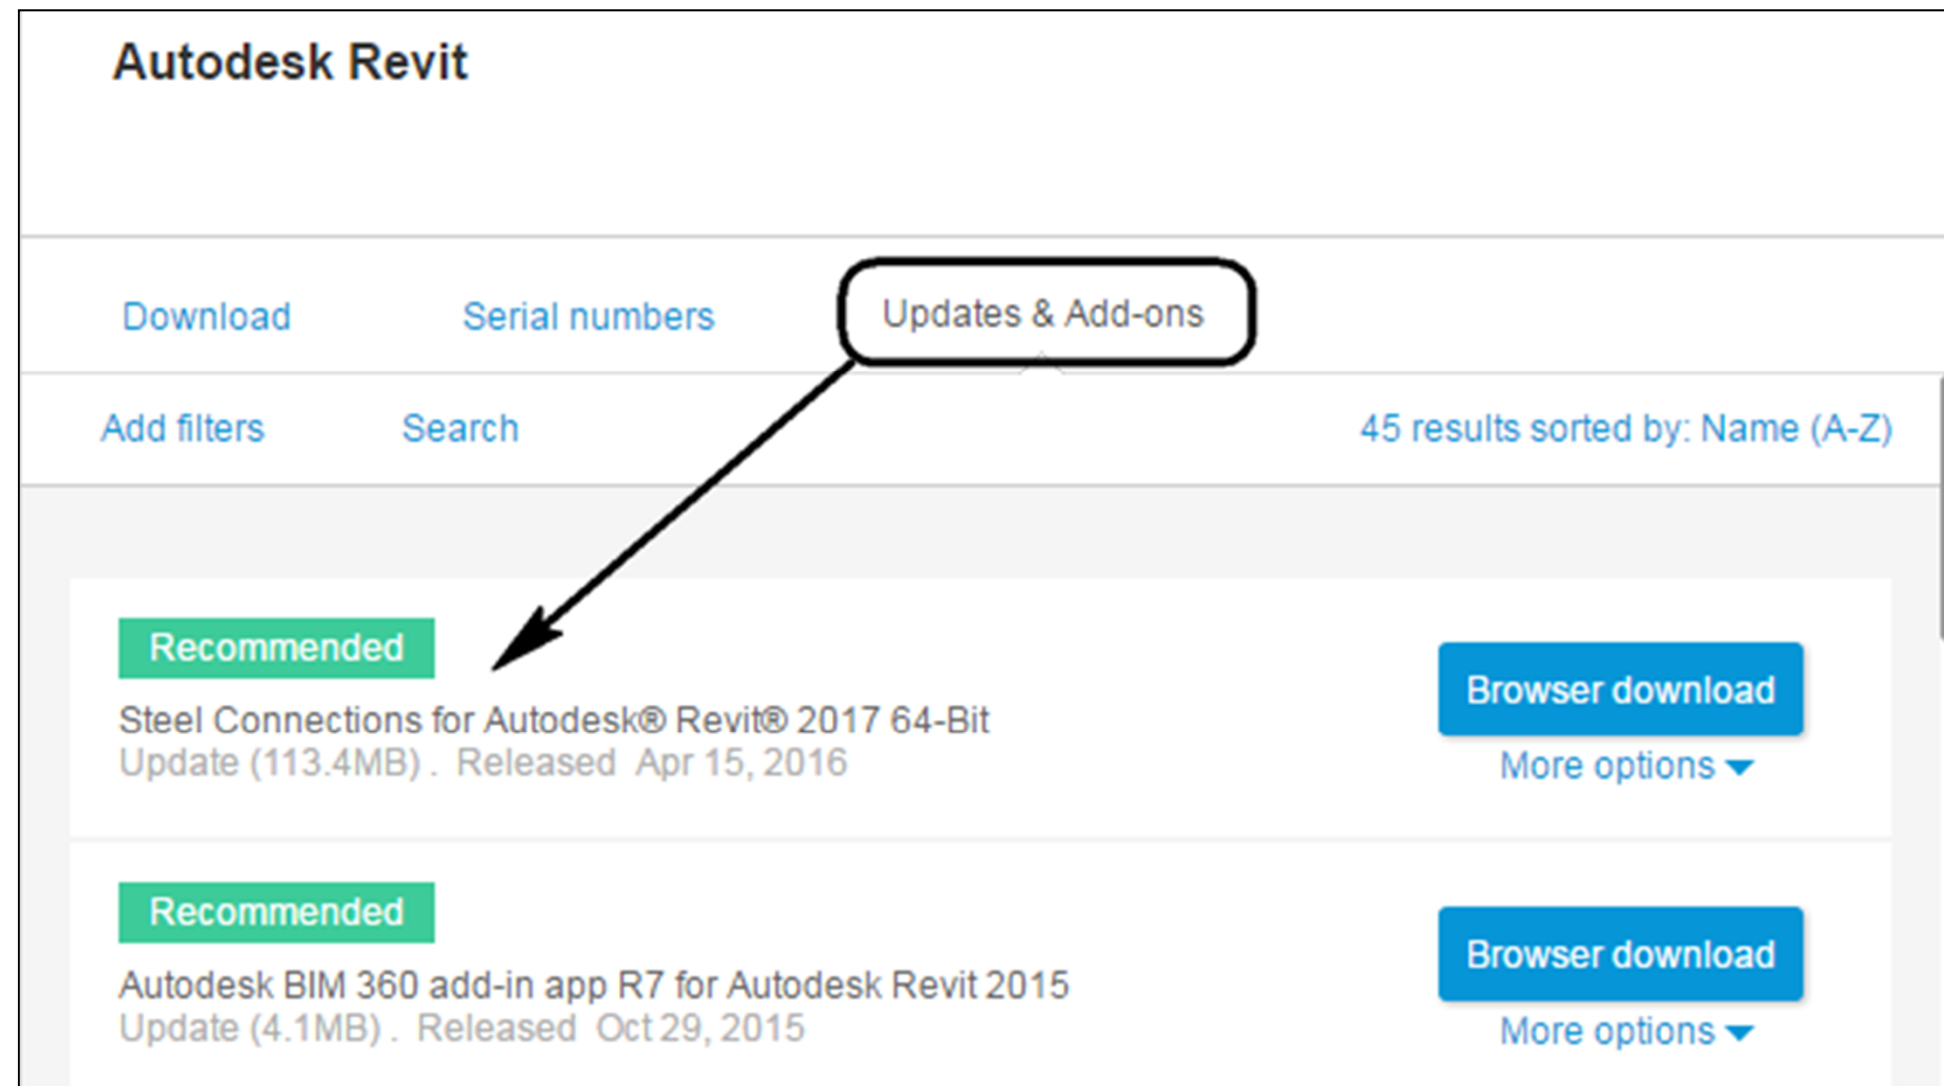 Autodesk Revit
Download Serial numbers Updates & Add-ons
Add filters Search 45 results sorted by: Name (A-Z)
Recommended
Steel Connections for Autodesk® Revit® 2017 64-Bit
Update (113.4MB) . Released Apr 15, 2016
Browser download
More options
Recommended
Autodesk BIM 360 add-in app R7 for Autodesk Revit 2015
Update (4.1MB) . Released Oct 29, 2015
Browser download
More options